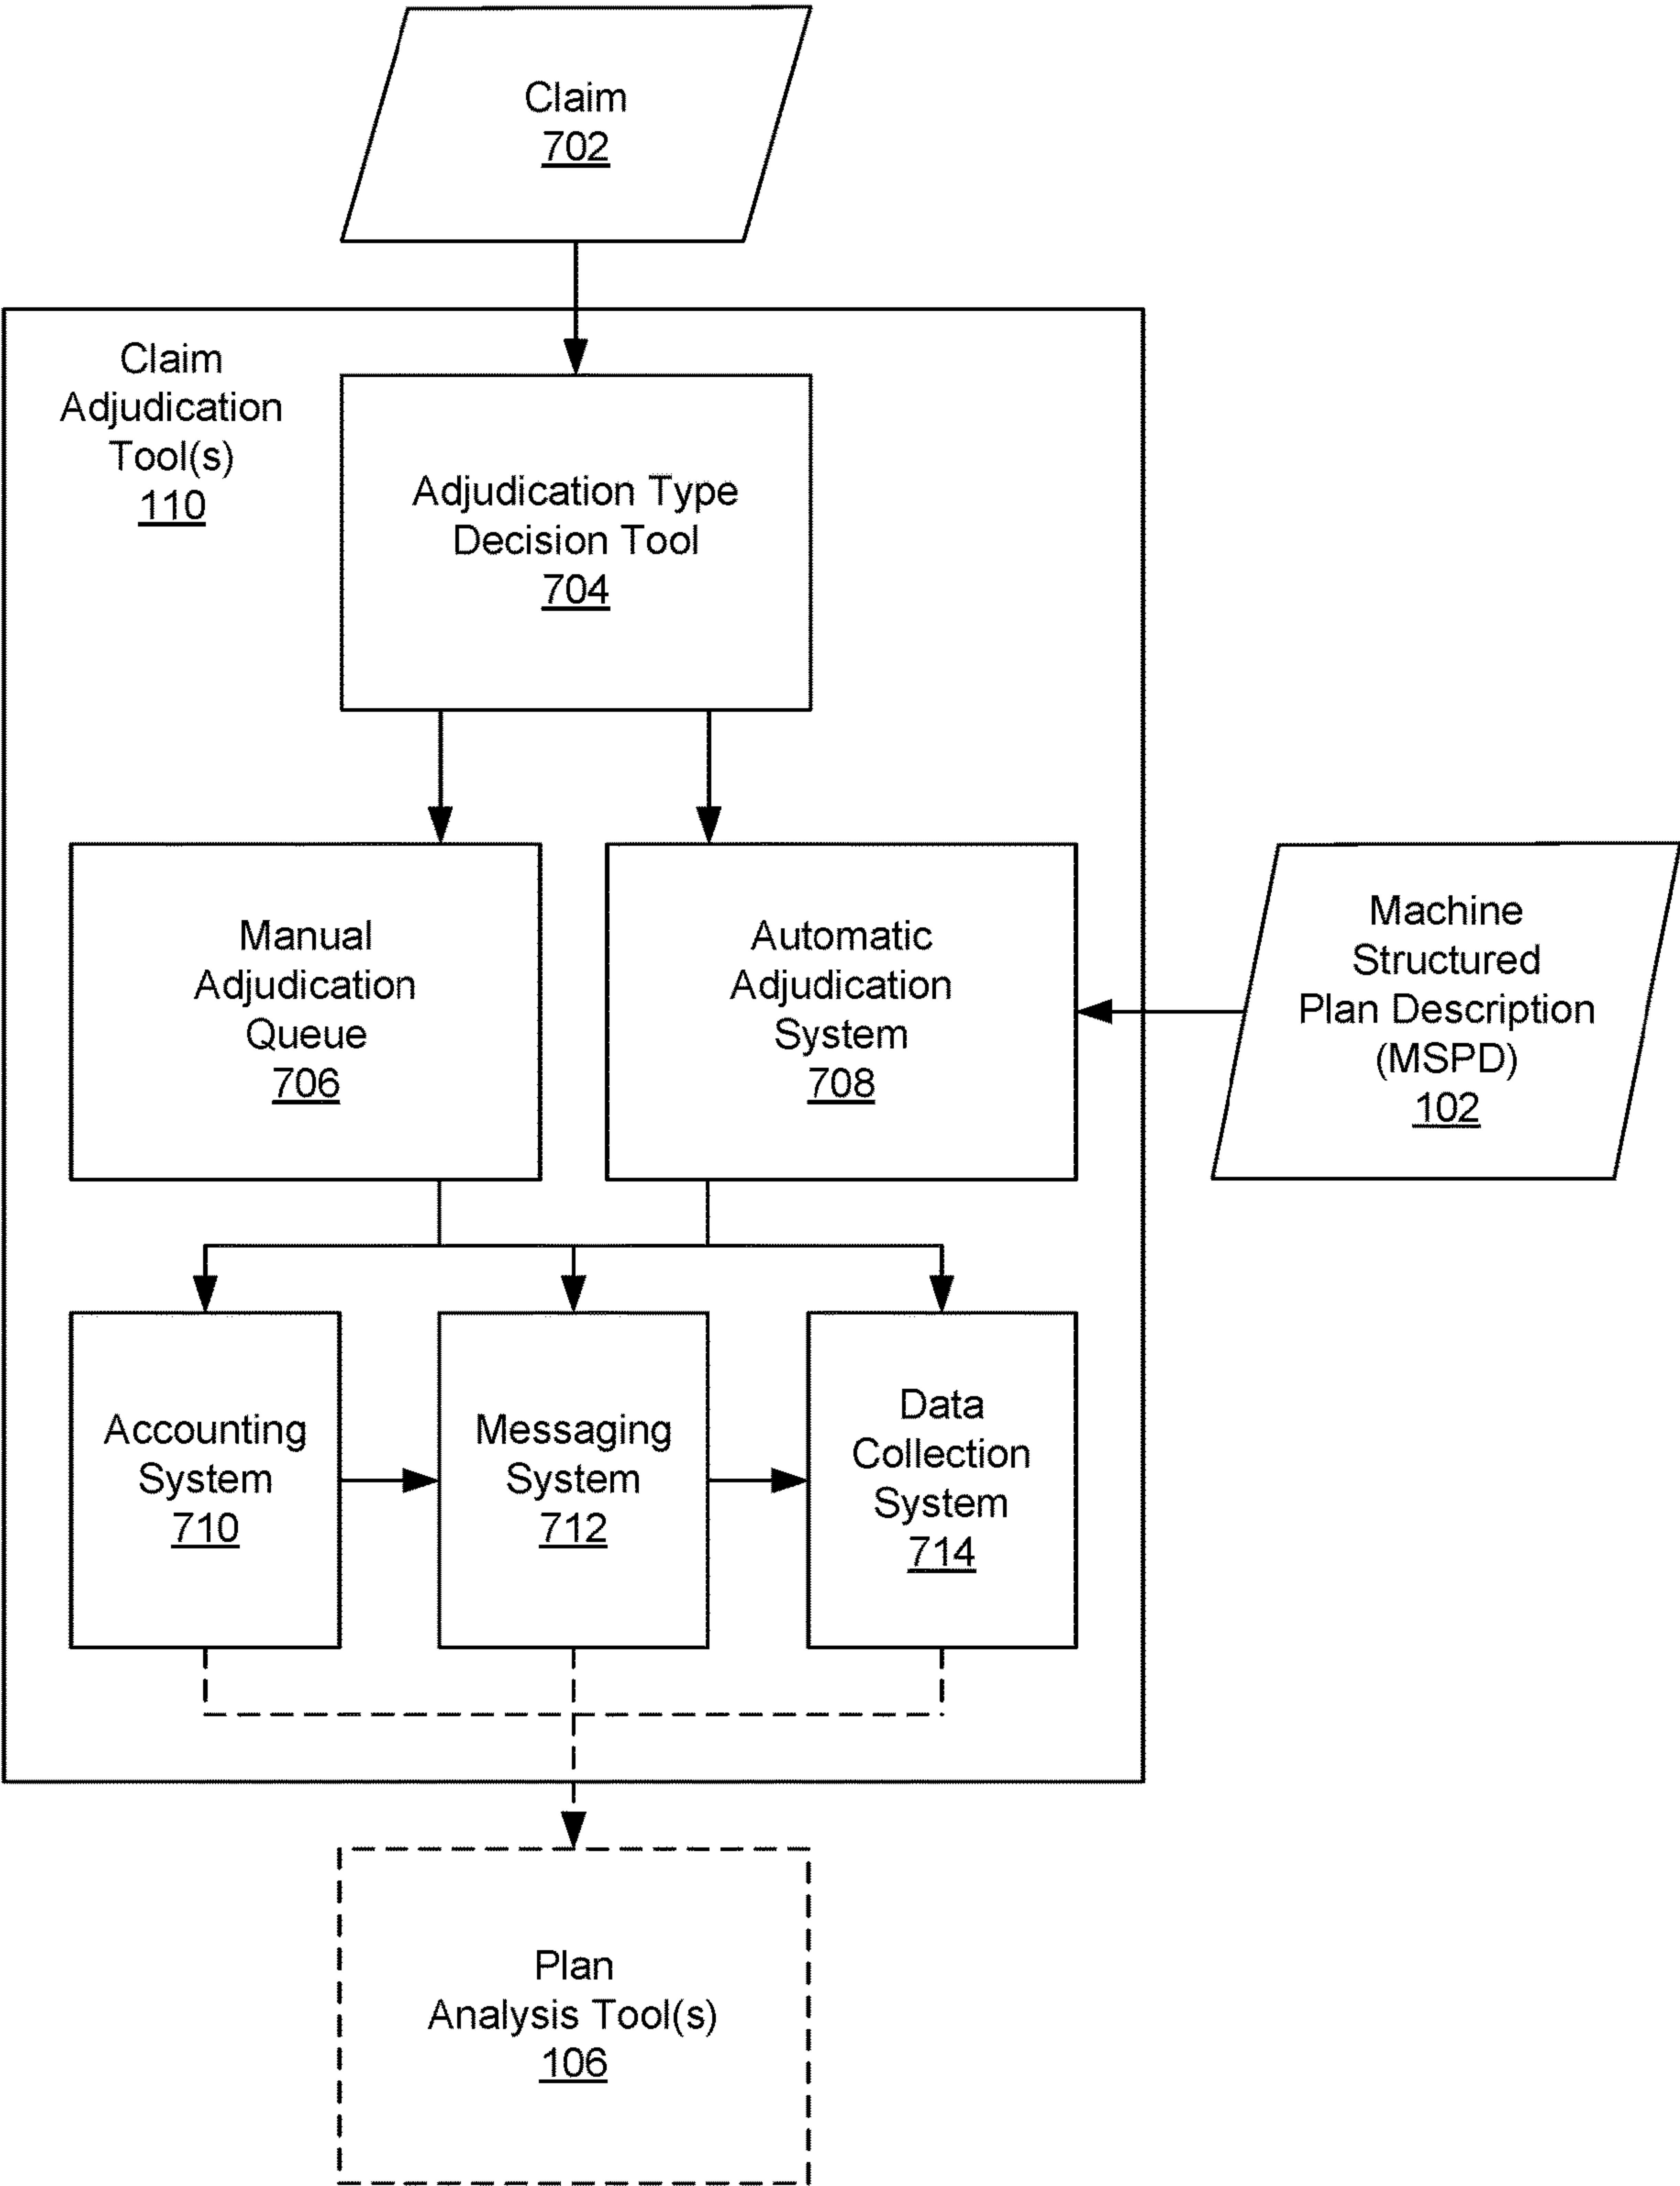 Claim
702
Claim
Adjudication
Tool(s)
110
Adjudication Type
Decision Tool
704
Manual
Adjudication
Queue
706
Automatic
Adjudication
System
708
Machine
Structured
Plan Description
(MSPD)
102
Accounting
System
710
Messaging
System
712
Data
Collection
System
714
Plan
Analysis Tool(s)
106